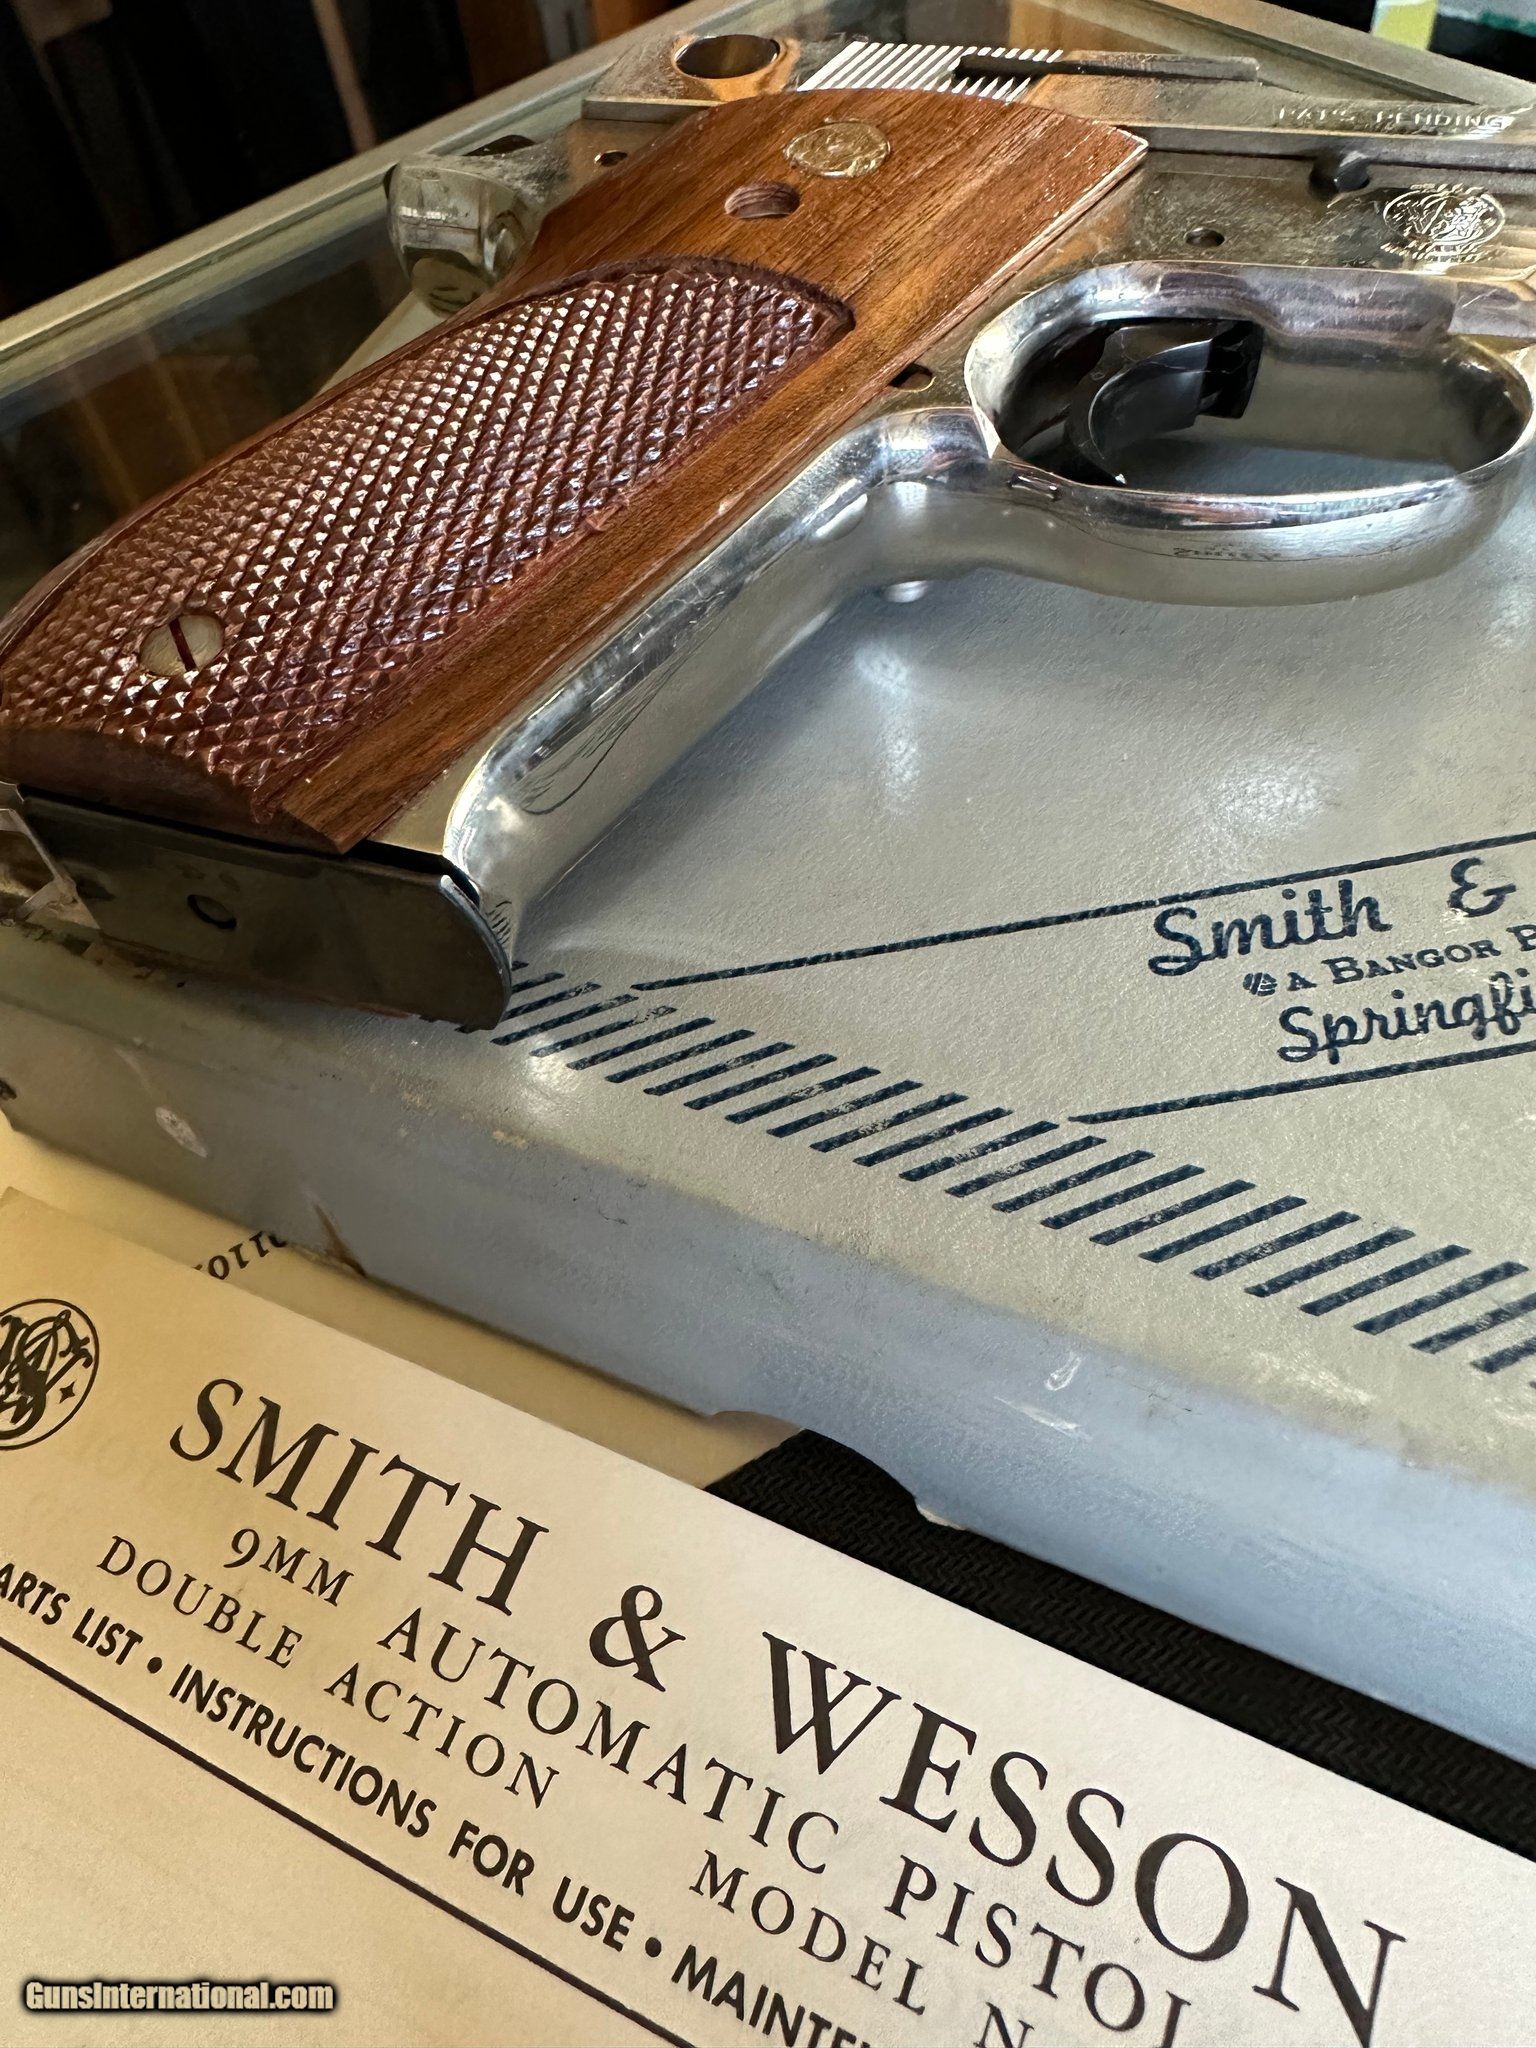 PAT'S PENDING
Smith &
A BANGOR
Springfi
SMITH & WESSON
9MM AUTOMATIC PISTOL
DOUBLE ACTION MODEL N
ARTS LIST • INSTRUCTIONS FOR USE • MAINTE
GunsInternational.com